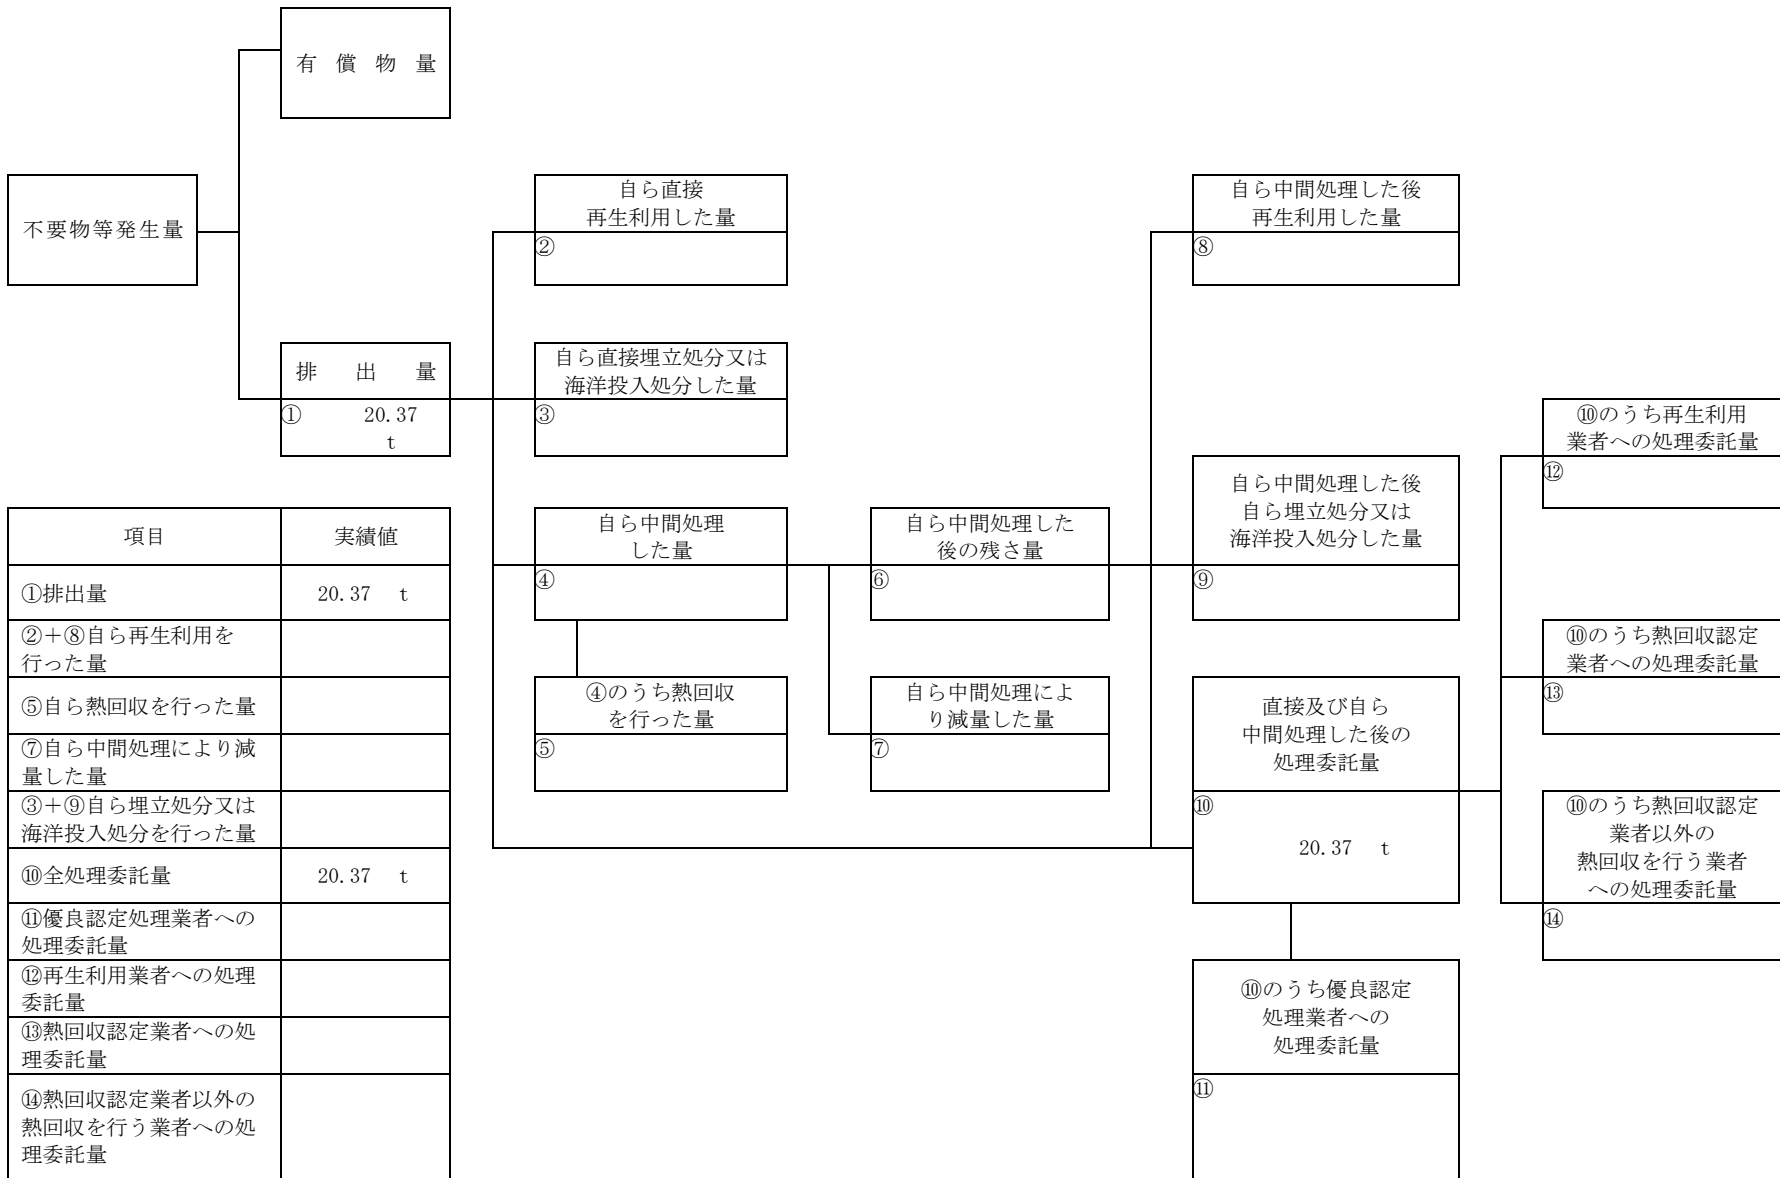 有償物量
不要物等発生量
排出量
① 20.37
t
自ら直接
再生利用した量
②
自ら直接埋立処分又は
海洋投入処分した量
③
自ら中間処理
した量
④
④のうち熱回収
を行った量
⑤
自ら中間処理した
後の残さ量
⑥
自ら中間処理によ
り減量した量
⑦
自ら中間処理した後
再生利用した量
⑧
自ら中間処理した後
自ら埋立処分又は
海洋投入処分した量
⑨
直接及び自ら
中間処理した後の
処理委託量
⑩
20.37 t
⑩のうち優良認定
処理業者への
処理委託量
⑪
⑩のうち再生利用
業者への処理委託量
⑫
⑩のうち熱回収認定
業者への処理委託量
⑬
⑩のうち熱回収認定
業者以外の
熱回収を行う業者
への処理委託量
⑭
項目 実績値
①排出量 20.37 t
②＋⑧自ら再生利用を
行った量
⑤自ら熱回収を行った量
⑦自ら中間処理により減
量した量
③＋⑨自ら埋立処分又は
海洋投入処分を行った量
⑩全処理委託量 20.37 t
⑪優良認定処理業者への
処理委託量
⑫再生利用業者への処理
委託量
⑬熱回収認定業者への処
理委託量
⑭熱回収認定業者以外の
熱回収を行う業者への処
理委託量